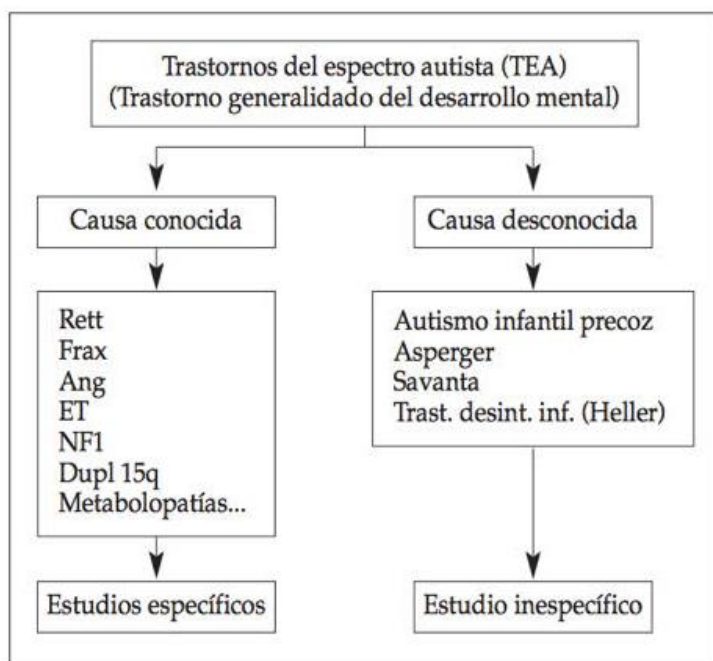 Trastornos del espectro autista (TEA)
(Trastorno generalidado del desarrollo mental)
Causa conocida
Causa desconocida
Rett
Frax
Ang
ET
NF1
Dupl 15q
Metabolopatías...
Autismo infantil precoz
Asperger
Savanta
Trast. desint. inf. (Heller)
Estudios específicos
Estudio inespecífico